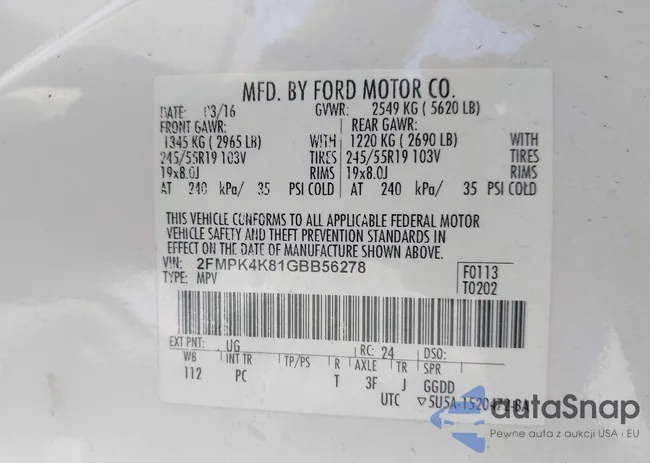 MFD. BY FORD MOTOR CO.
DATE: 03/16 GVWR: 2549 KG ( 5620 LB)
FRONT GAWR: REAR GAWR:
1345 KG (2965 LB) WITH 1220 KG ( 2690 LB) WITH
245/55R19 103V TIRES 245/55R19 103V TIRES
19x8.0J RIMS 19x8.0J RIMS
AT 240 kPa/ 35 PSI COLD AT 240 kPa/ 35 PSI COLD
THIS VEHICLE CONFORMS TO ALL APPLICABLE FEDERAL MOTOR
VEHICLE SAFETY AND THEFT PREVENTION STANDARDS IN
EFFECT ON THE DATE OF MANUFACTURE SHOWN ABOVE.
VIN: 2FMPK4K81GBB56278 F0113
TYPE: MPV T0202
EXT PNT: UG RC: 24 DSO:
WB INT TR TP/PS R AXLE TR SPR
112 PC T 3F J GGDD
UTC ▽5U5A-1520472-BA
autaSnap
Pewne auta z aukcji USA i EU